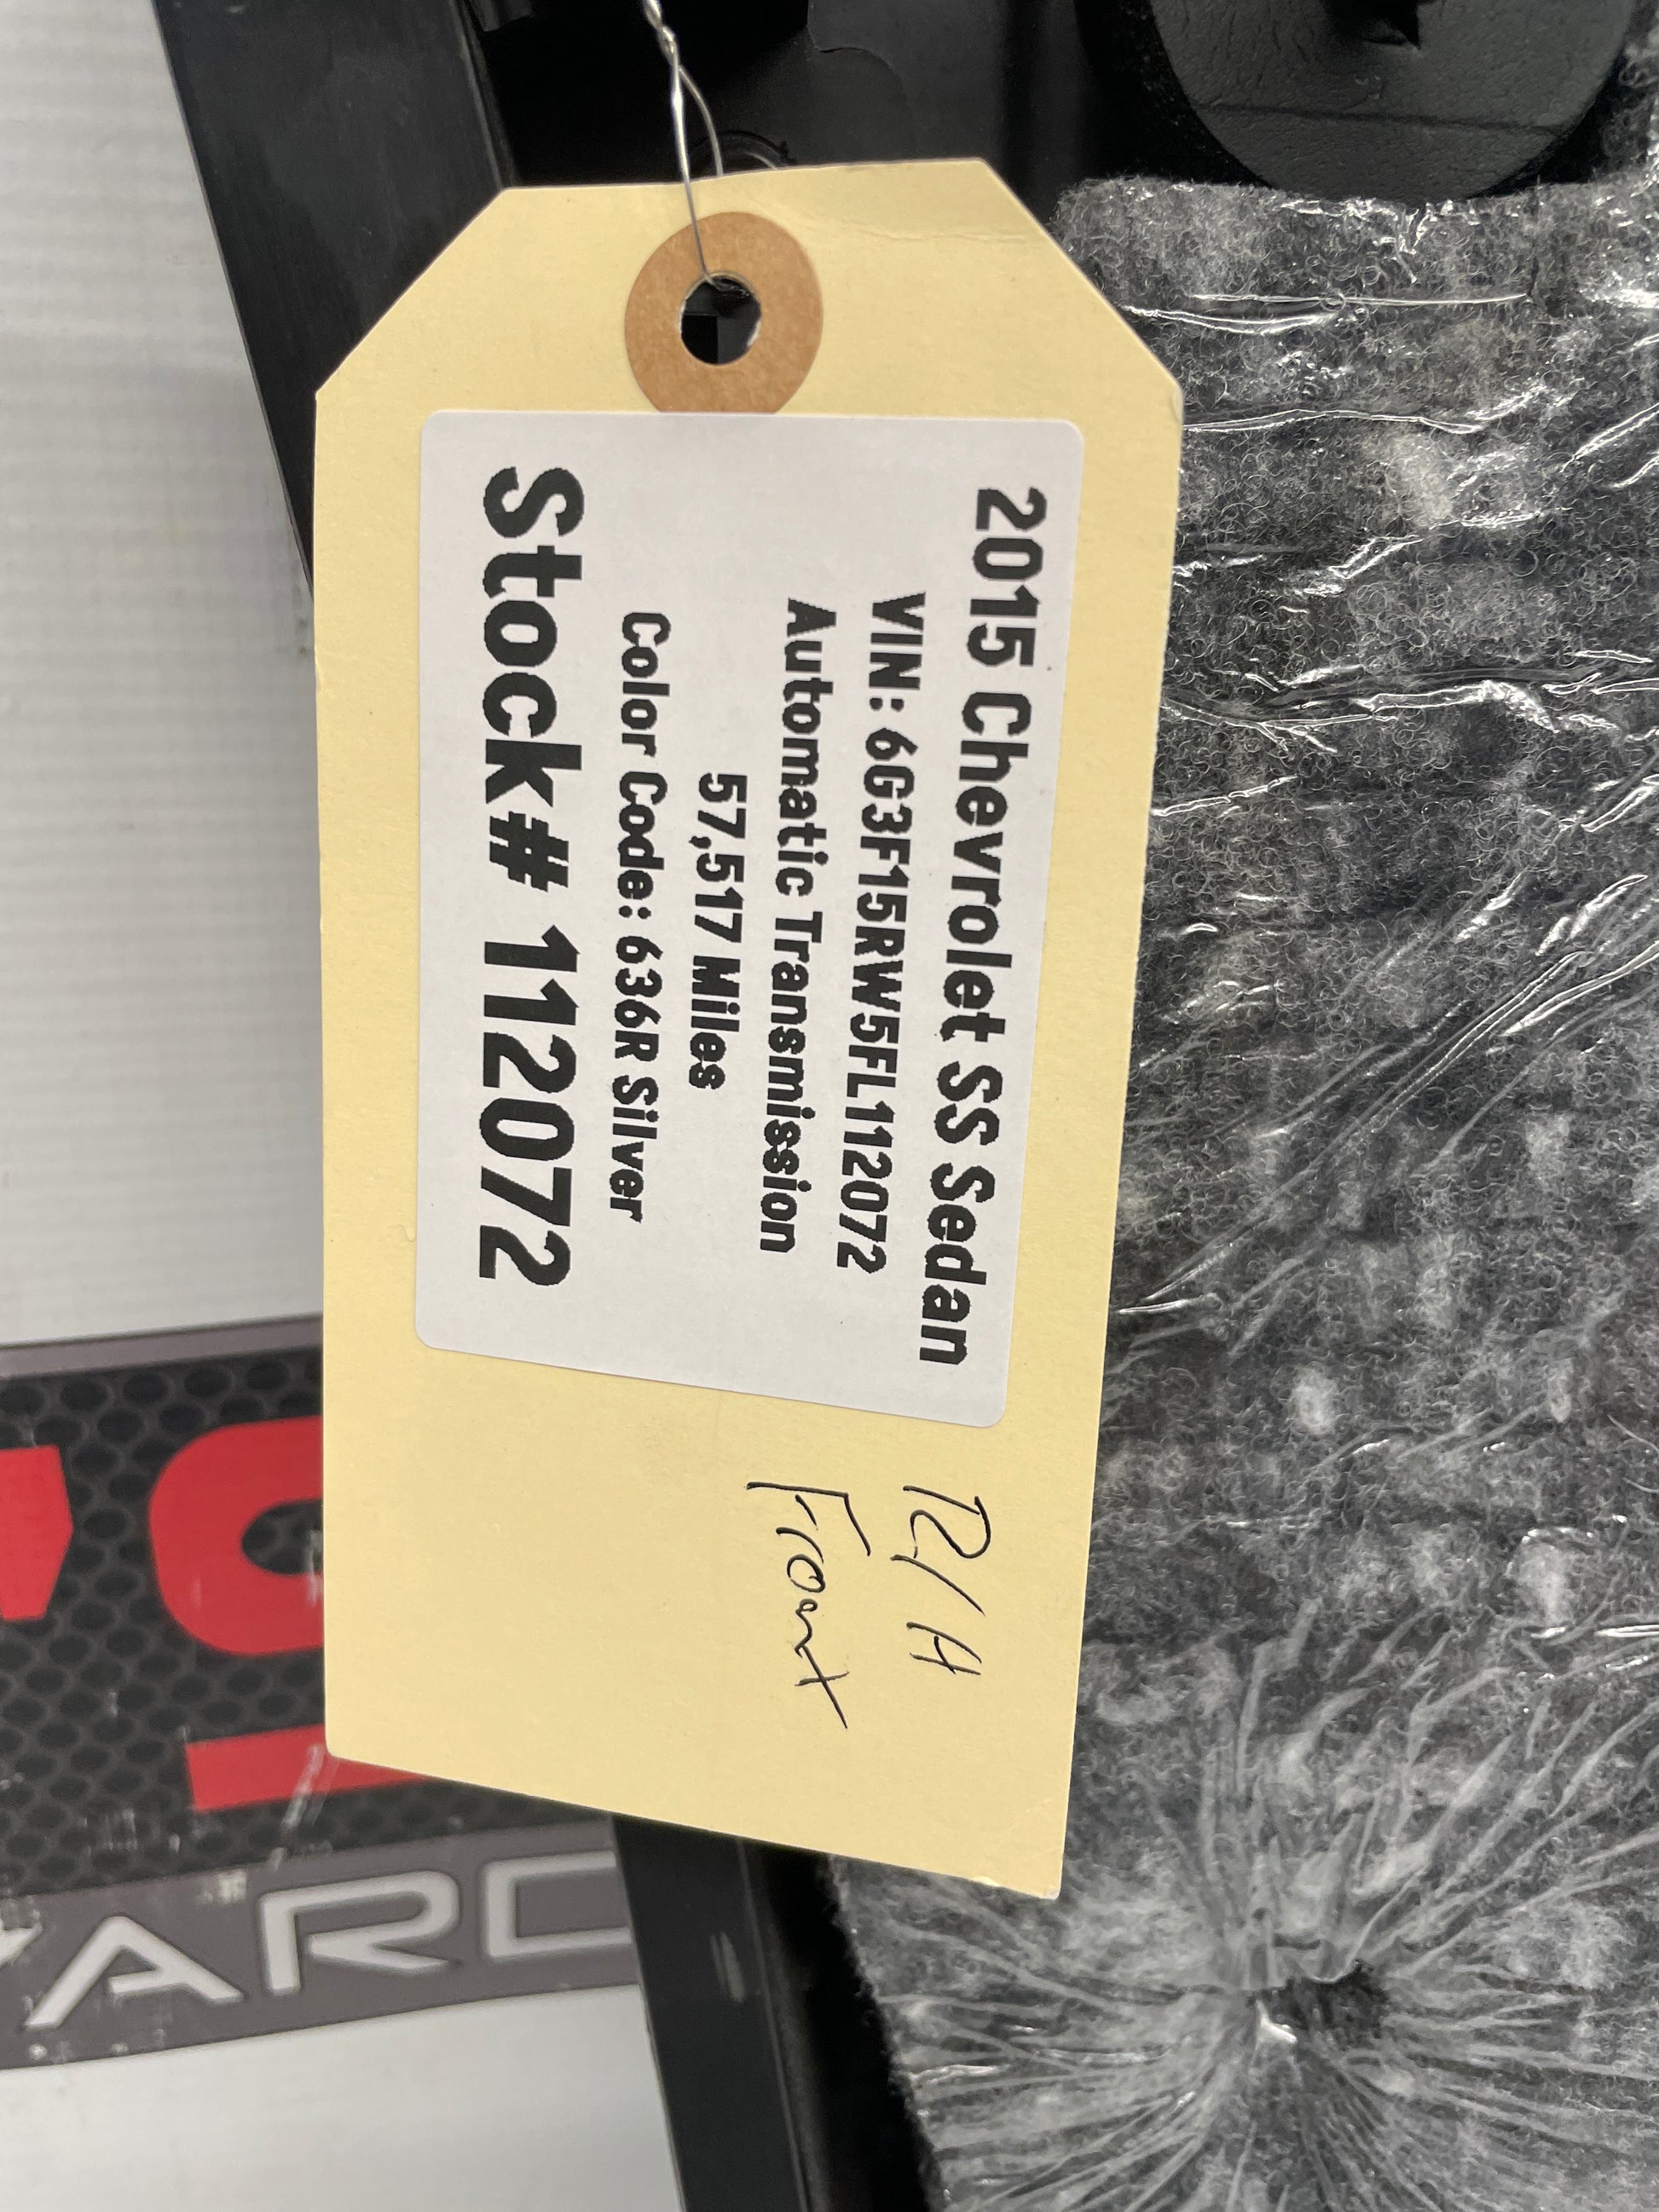 2015 Chevrolet SS Sedan
VIN: 6G3F15RW5FL112072
Automatic Transmission
57,517 Miles
Color Code: 636R Silver
Stock# 112072
R/H
Front